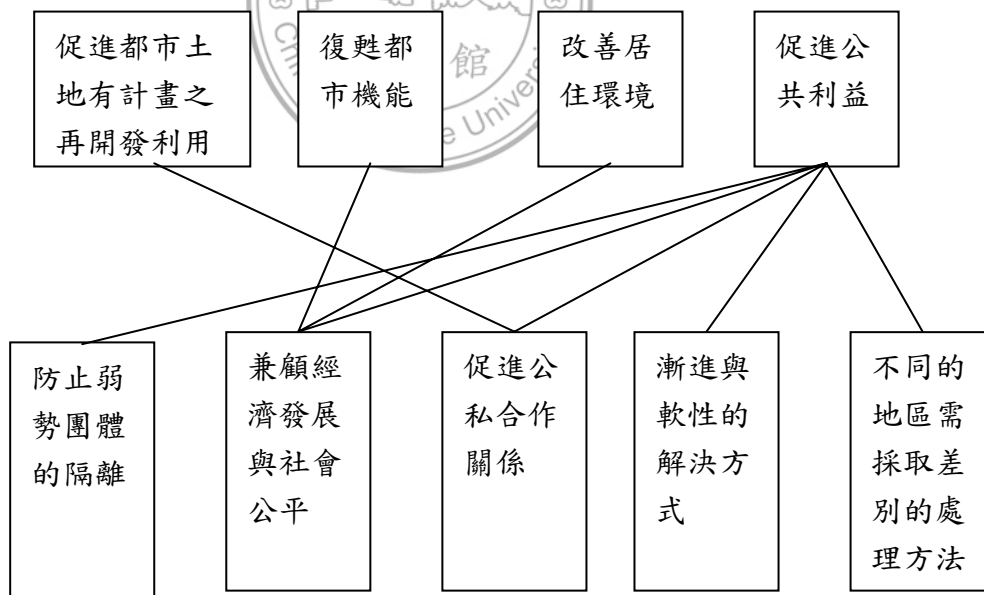 促進都市土
地有計畫之
再開發利用
復甦都
市機能
改善居
住環境
促進公
共利益
館
防止弱
勢團體
的隔離
兼顧經
濟發展
與社會
公平
促進公
私合作
關係
漸進與
軟性的
解決方
式
不同的
地區需
採取差
別的處
理方法